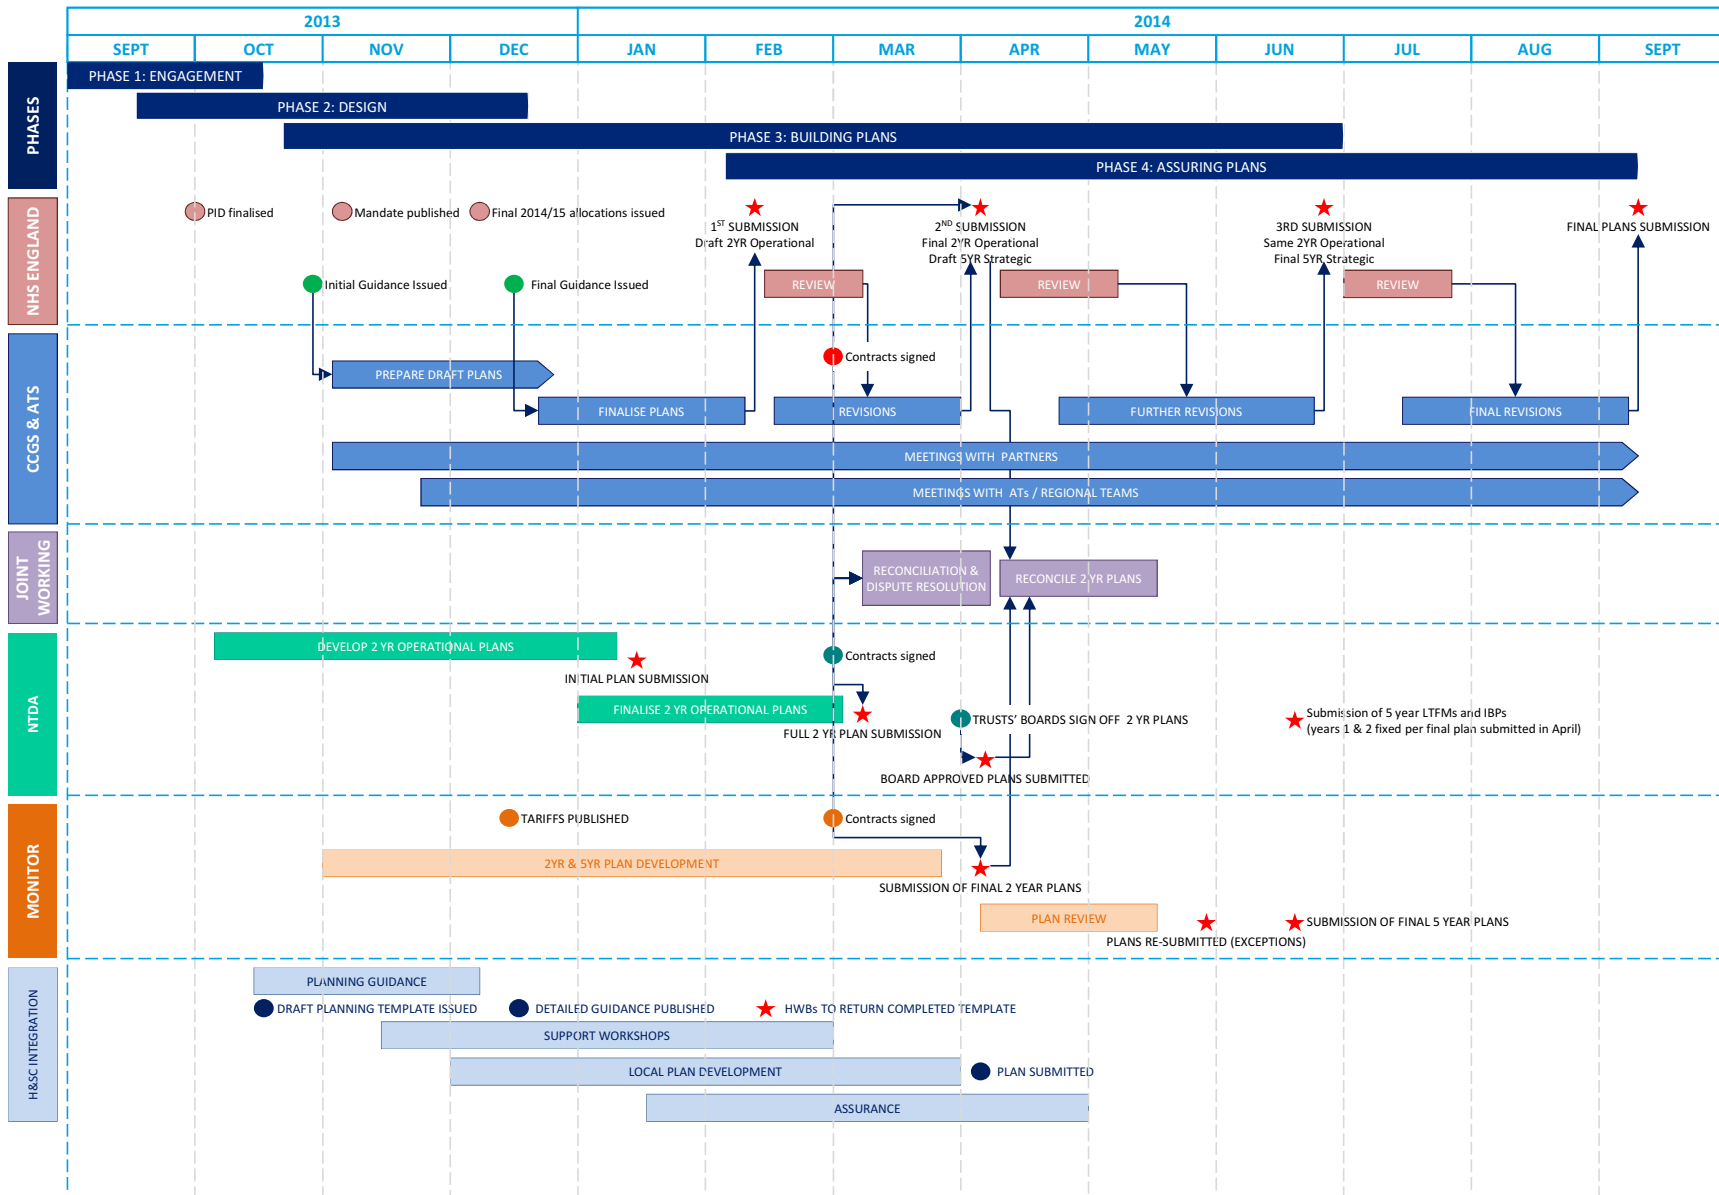 2013
2014
SEPT
OCT
NOV
DEC
JAN
FEB
MAR
APR
MAY
JUN
JUL
AUG
SEPT
PHASES
PHASE 1: ENGAGEMENT
PHASE 2: DESIGN
PHASE 3: BUILDING PLANS
PHASE 4: ASSURING PLANS
NHS ENGLAND
PID finalised
Mandate published
Final 2014/15 allocations issued
1ST SUBMISSION
Draft 2YR Operational
2ND SUBMISSION
Final 2YR Operational
Draft 5YR Strategic
3RD SUBMISSION
Same 2YR Operational
Final 5YR Strategic
FINAL PLANS SUBMISSION
Initial Guidance Issued
Final Guidance Issued
REVIEW
REVIEW
REVIEW
CCGS & ATS
Contracts signed
PREPARE DRAFT PLANS
FINALISE PLANS
REVISIONS
FURTHER REVISIONS
FINAL REVISIONS
MEETINGS WITH PARTNERS
MEETINGS WITH ATs / REGIONAL TEAMS
JOINT
WORKING
RECONCILIATION &
DISPUTE RESOLUTION
RECONCILE 2 YR PLANS
NTDA
DEVELOP 2 YR OPERATIONAL PLANS
INITIAL PLAN SUBMISSION
Contracts signed
FINALISE 2 YR OPERATIONAL PLANS
FULL 2 YR PLAN SUBMISSION
TRUSTS' BOARDS SIGN OFF 2 YR PLANS
BOARD APPROVED PLANS SUBMITTED
Submission of 5 year LTFMs and IBPs
(years 1 & 2 fixed per final plan submitted in April)
MONITOR
TARIFFS PUBLISHED
Contracts signed
2YR & 5YR PLAN DEVELOPMENT
SUBMISSION OF FINAL 2 YEAR PLANS
PLAN REVIEW
PLANS RE-SUBMITTED (EXCEPTIONS)
SUBMISSION OF FINAL 5 YEAR PLANS
H&SC INTEGRATION
PLANNING GUIDANCE
DRAFT PLANNING TEMPLATE ISSUED
DETAILED GUIDANCE PUBLISHED
HWBs TO RETURN COMPLETED TEMPLATE
SUPPORT WORKSHOPS
LOCAL PLAN DEVELOPMENT
PLAN SUBMITTED
ASSURANCE